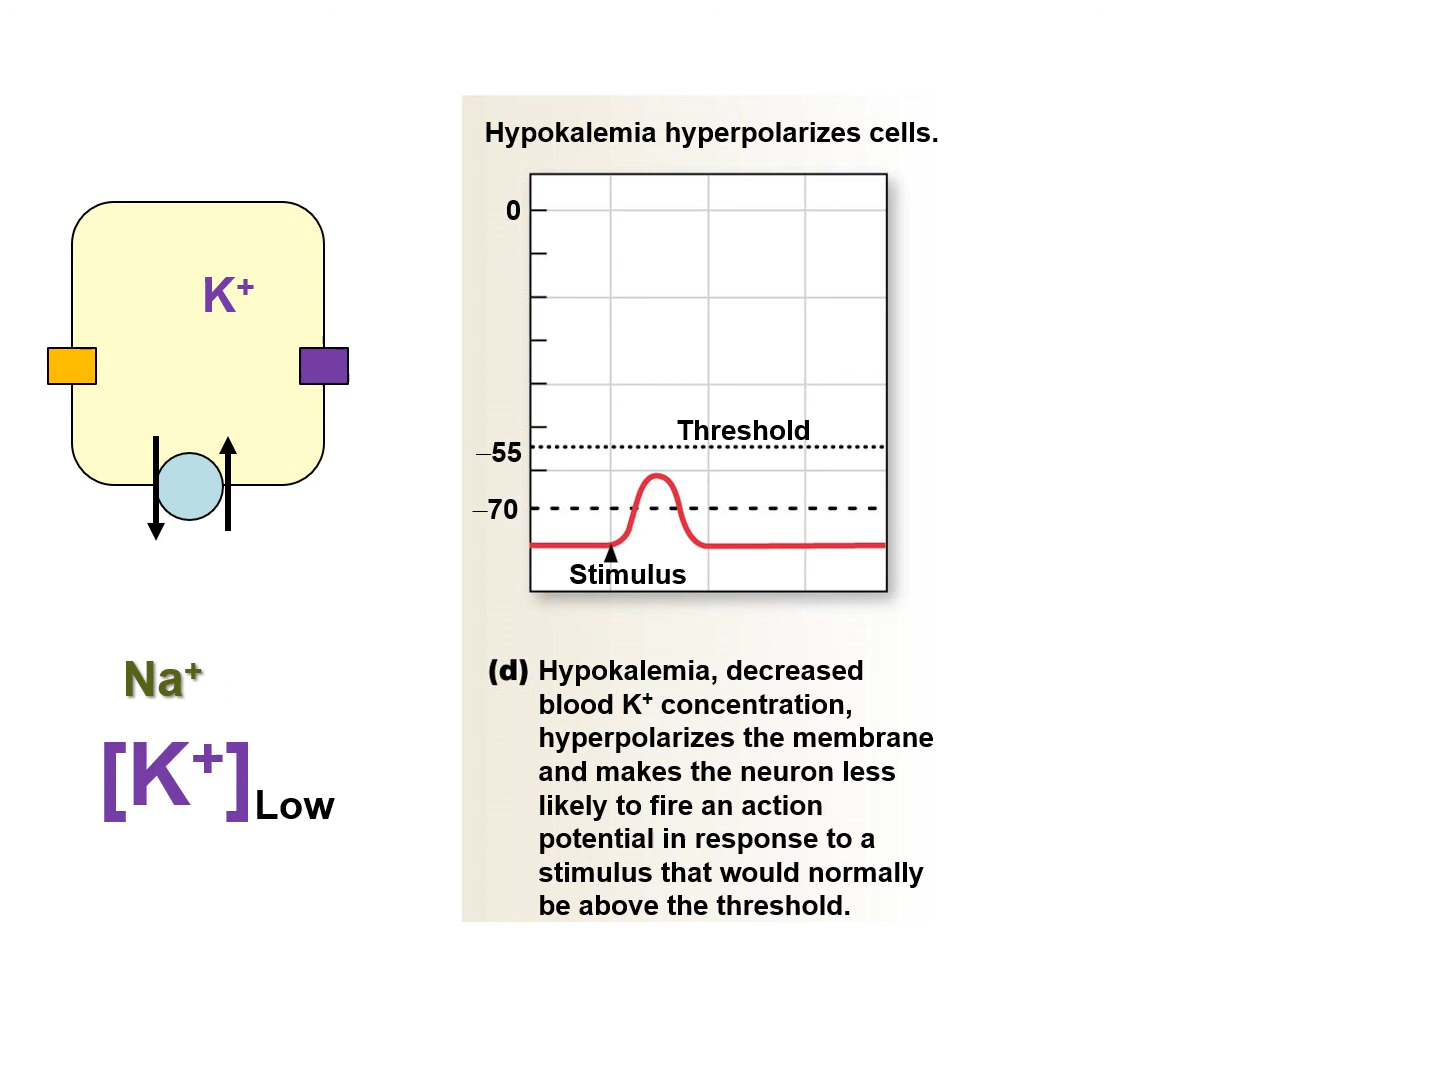 Hypokalemia hyperpolarizes cells.
0
K+
Threshold
–55
–70
Stimulus
Na+
[K+]Low
(d) Hypokalemia, decreased
blood K+ concentration,
hyperpolarizes the membrane
and makes the neuron less
likely to fire an action
potential in response to a
stimulus that would normally
be above the threshold.